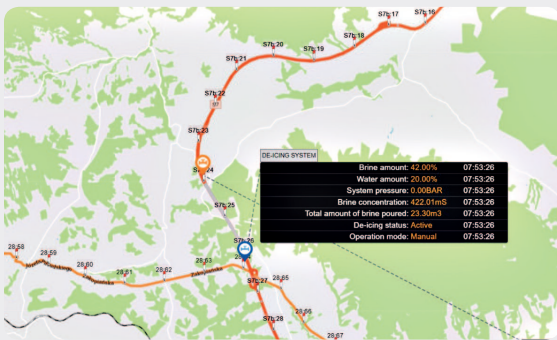 S7b;16
S7b;17
S7b;18
S7b;20
S7b;19
S7b;21
S7b;22
S7b;23
DE-ICING SYSTEM
Brine amount: 42.00% 07:53:26
Water amount: 20.00% 07:53:26
System pressure: 0.00BAR 07:53:26
Brine concentration: 422.01mS 07:53:26
Total amount of brine poured: 23.30m3 07:53:26
De-icing status: Active 07:53:26
Operation mode: Manual 07:53:26
S7b;25
28;58
28;59
28;60
28;61
28;62
28;63
28;65
S7b;27
28;66
S7b;28
28;67